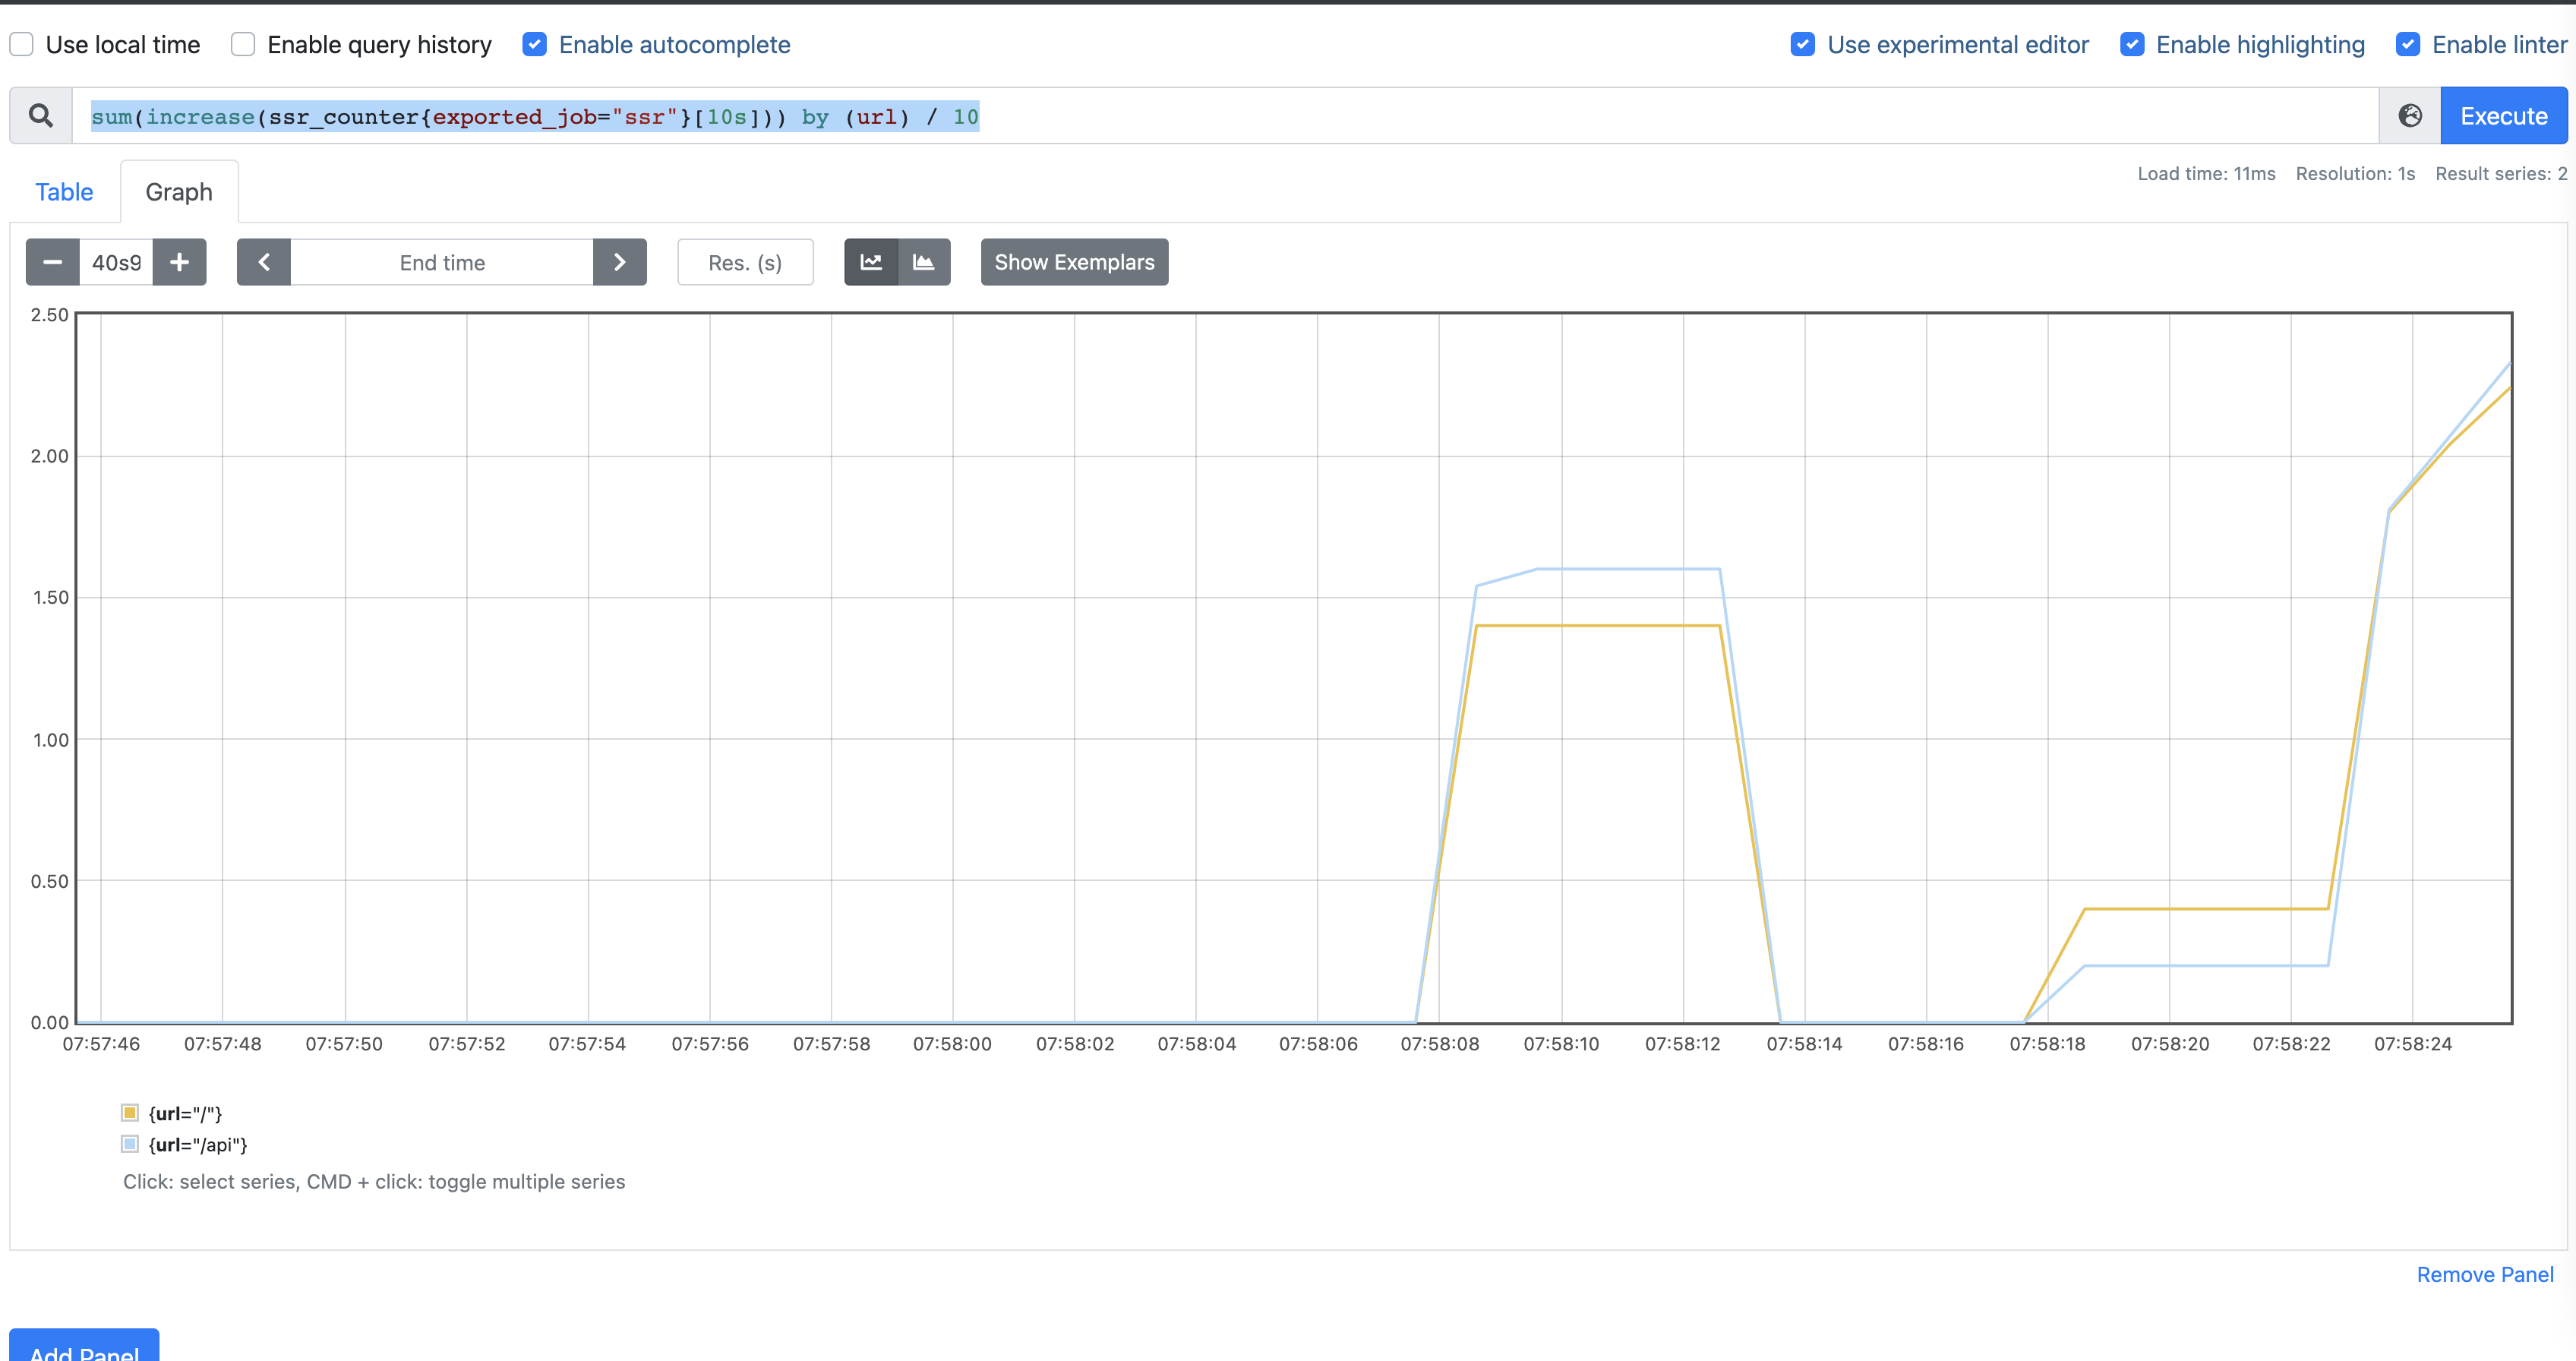 Use local time Enable query history Enable autocomplete Use experimental editor Enable highlighting Enable linter
sum(increase(ssr_counter{exported_job="ssr"}[10s])) by (url) / 10 Execute
Load time: 11ms Resolution: 1s Result series: 2
Table Graph
40s9 End time Res. (s) Show Exemplars
2.50
2.00
1.50
1.00
0.50
0.00
07:57:46 07:57:48 07:57:50 07:57:52 07:57:54 07:57:56 07:57:58 07:58:00 07:58:02 07:58:04 07:58:06 07:58:08 07:58:10 07:58:12 07:58:14 07:58:16 07:58:18 07:58:20 07:58:22 07:58:24
{url="/"}
{url="/api"}
Click: select series, CMD + click: toggle multiple series
Remove Panel
Add Panel